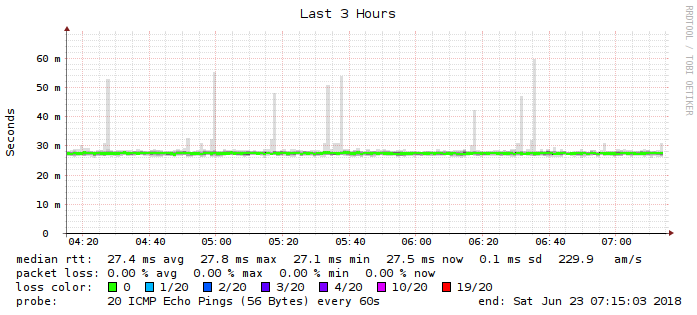 Last 3 Hours
RRDTOOL / TOBI OETIKER
Seconds
60 m
50 m
40 m
30 m
20 m
10 m
0
04:20 04:40 05:00 05:20 05:40 06:00 06:20 06:40 07:00
median rtt: 27.4 ms avg 27.8 ms max 27.1 ms min 27.5 ms now 0.1 ms sd 229.9 am/s
packet loss: 0.00 % avg 0.00 % max 0.00 % min 0.00 % now
loss color: 0 1/20 2/20 3/20 4/20 10/20 19/20
probe: 20 ICMP Echo Pings (56 Bytes) every 60s end: Sat Jun 23 07:15:03 2018